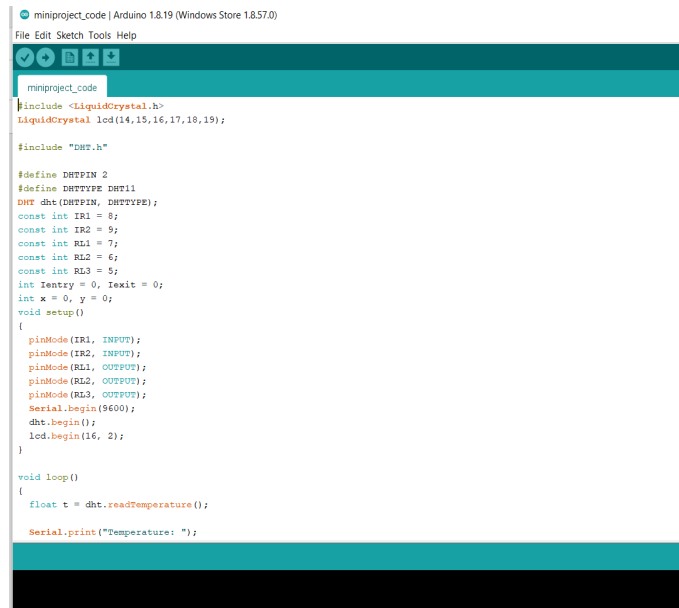 miniproject_code | Arduino 1.8.19 (Windows Store 1.8.57.0)
File Edit Sketch Tools Help
miniproject_code
#include <LiquidCrystal.h>
LiquidCrystal lcd(14,15,16,17,18,19);
#include "DHT.h"
#define DHTPIN 2
#define DHTTYPE DHT11
DHT dht(DHTPIN, DHTTYPE);
const int IR1 = 8;
const int IR2 = 9;
const int RL1 = 7;
const int RL2 = 6;
const int RL3 = 5;
int Ientry = 0, Iexit = 0;
int x = 0, y = 0;
void setup()
{
  pinMode(IR1, INPUT);
  pinMode(IR2, INPUT);
  pinMode(RL1, OUTPUT);
  pinMode(RL2, OUTPUT);
  pinMode(RL3, OUTPUT);
  Serial.begin(9600);
  dht.begin();
  lcd.begin(16, 2);
}
void loop()
{
  float t = dht.readTemperature();
  Serial.print("Temperature: ");